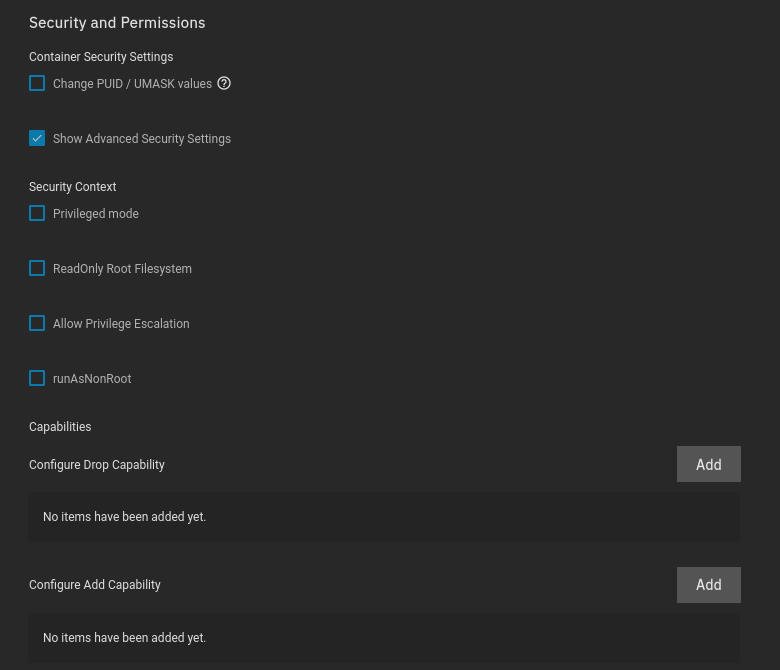 Security and Permissions
Container Security Settings
Change PUID / UMASK values
Show Advanced Security Settings
Security Context
Privileged mode
ReadOnly Root Filesystem
Allow Privilege Escalation
runAsNonRoot
Capabilities
Configure Drop Capability
Add
No items have been added yet.
Configure Add Capability
Add
No items have been added yet.